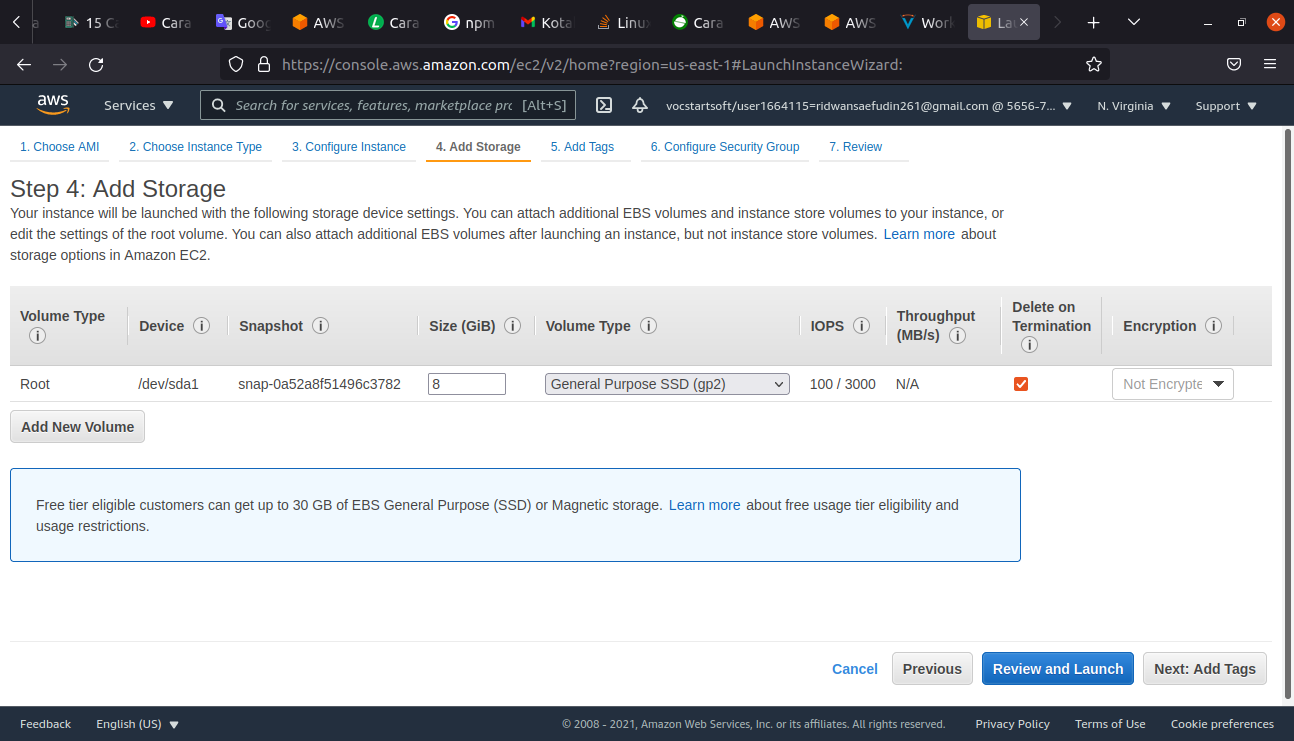 a 15 Ca Cara Goog AWS Cara npm Kota Linu Cara AWS AWS Work La
https://console.aws.amazon.com/ec2/v2/home?region=us-east-1#LaunchInstanceWizard:
aws Services Search for services, features, marketplace prc [Alt+S] vocstartsoft/user1664115=ridwansaefudin261@gmail.com @ 5656-7... N. Virginia Support
1. Choose AMI 2. Choose Instance Type 3. Configure Instance 4. Add Storage 5. Add Tags 6. Configure Security Group 7. Review
Step 4: Add Storage
Your instance will be launched with the following storage device settings. You can attach additional EBS volumes and instance store volumes to your instance, or
edit the settings of the root volume. You can also attach additional EBS volumes after launching an instance, but not instance store volumes. Learn more about
storage options in Amazon EC2.
Volume Type Device Snapshot Size (GiB) Volume Type IOPS Throughput (MB/s) Delete on Termination Encryption
Root /dev/sda1 snap-0a52a8f51496c3782 8 General Purpose SSD (gp2) 100 / 3000 N/A Not Encrypte
Add New Volume
Free tier eligible customers can get up to 30 GB of EBS General Purpose (SSD) or Magnetic storage. Learn more about free usage tier eligibility and
usage restrictions.
Cancel Previous Review and Launch Next: Add Tags
Feedback English (US) © 2008 - 2021, Amazon Web Services, Inc. or its affiliates. All rights reserved. Privacy Policy Terms of Use Cookie preferences